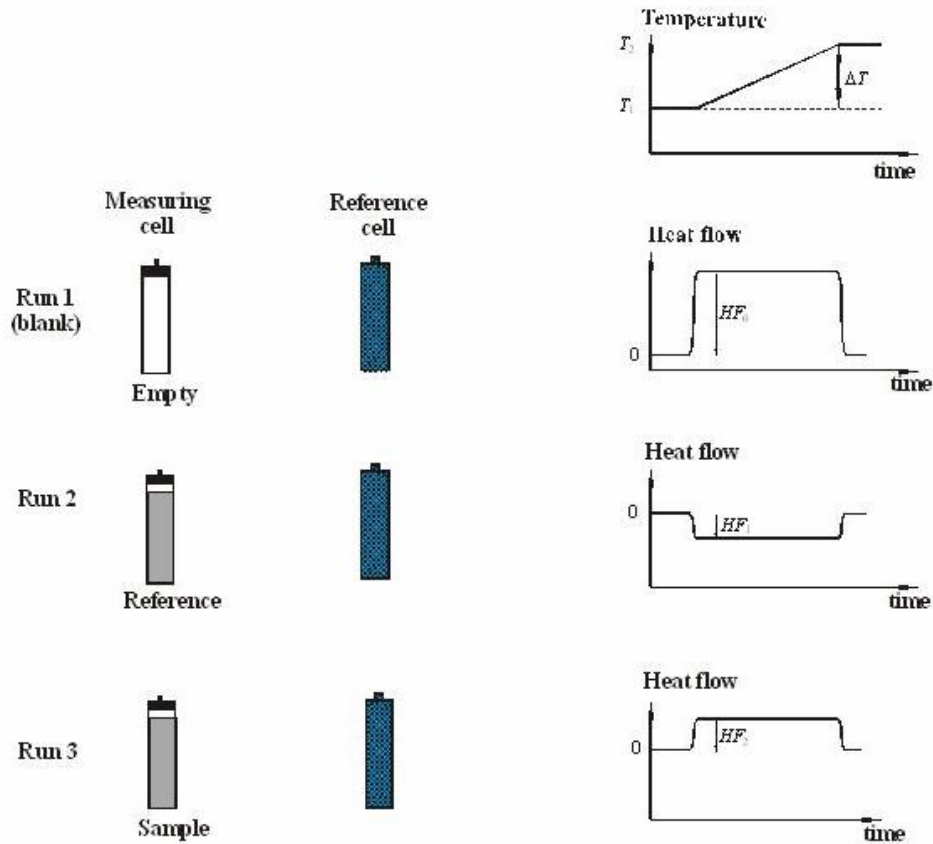 Temperature
T₂
ΔT
T₁
time
Measuring
cell
Reference
cell
Heat flow
Run 1
(blank)
HF₀
0
Empty
time
Heat flow
Run 2
0
HF₁
Reference
time
Heat flow
Run 3
0
HF₂
Sample
time